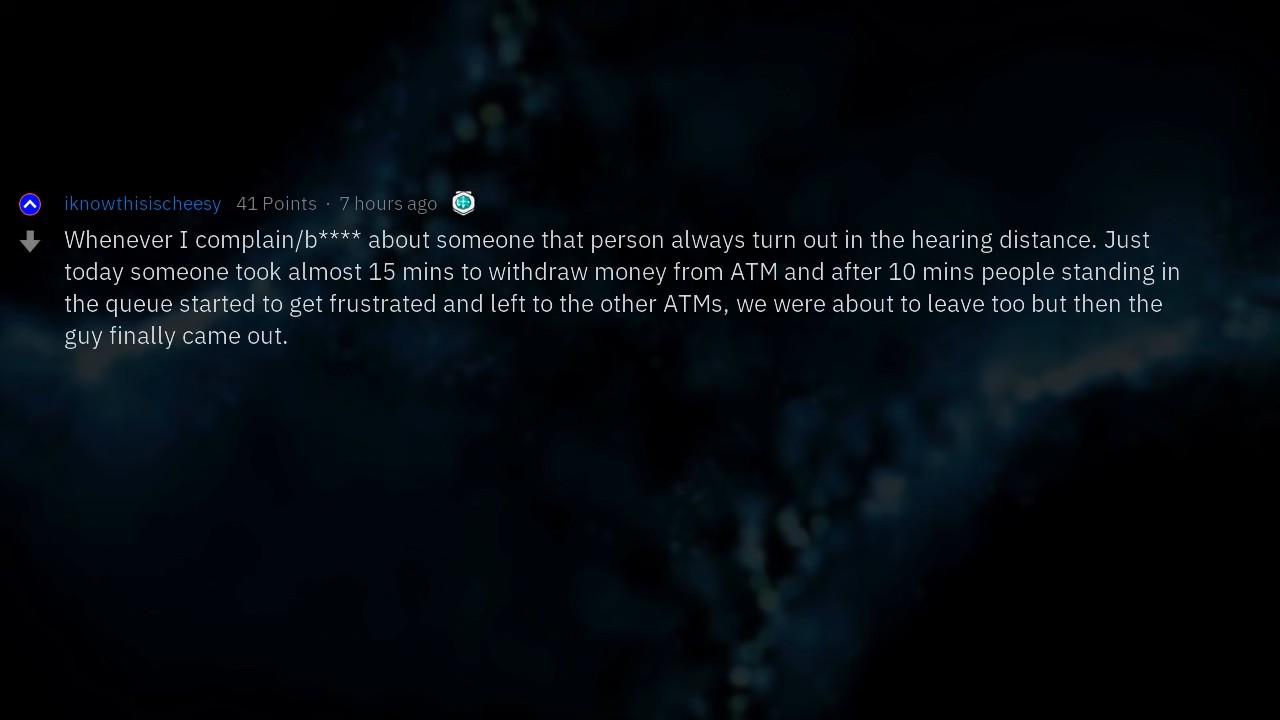 iknowthisischeesy 41 Points · 7 hours ago
Whenever I complain/b**** about someone that person always turn out in the hearing distance. Just
today someone took almost 15 mins to withdraw money from ATM and after 10 mins people standing in
the queue started to get frustrated and left to the other ATMs, we were about to leave too but then the
guy finally came out.